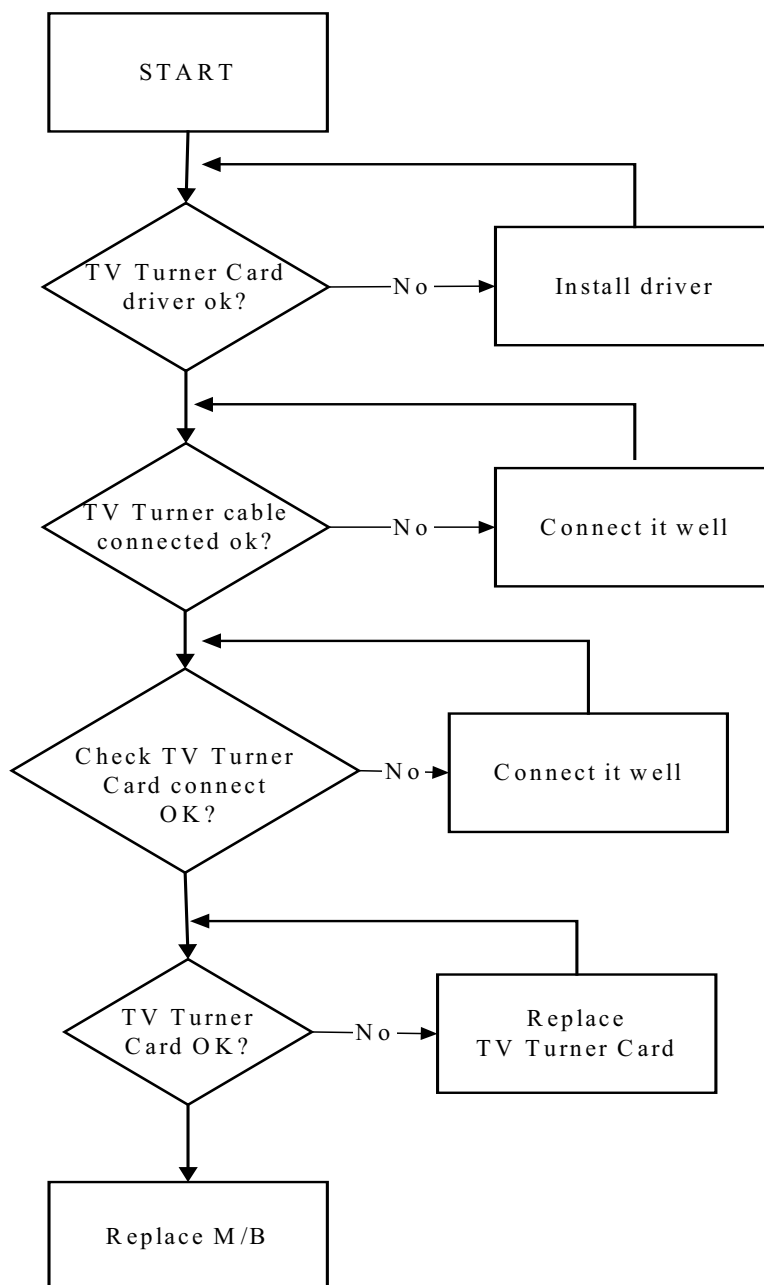 START
TV Turner Card
driver ok?
No
Install driver
TV Turner cable
connected ok?
No
Connect it well
Check TV Turner
Card connect
OK?
No
Connect it well
TV Turner
Card OK?
No
Replace
TV Turner Card
Replace M/B